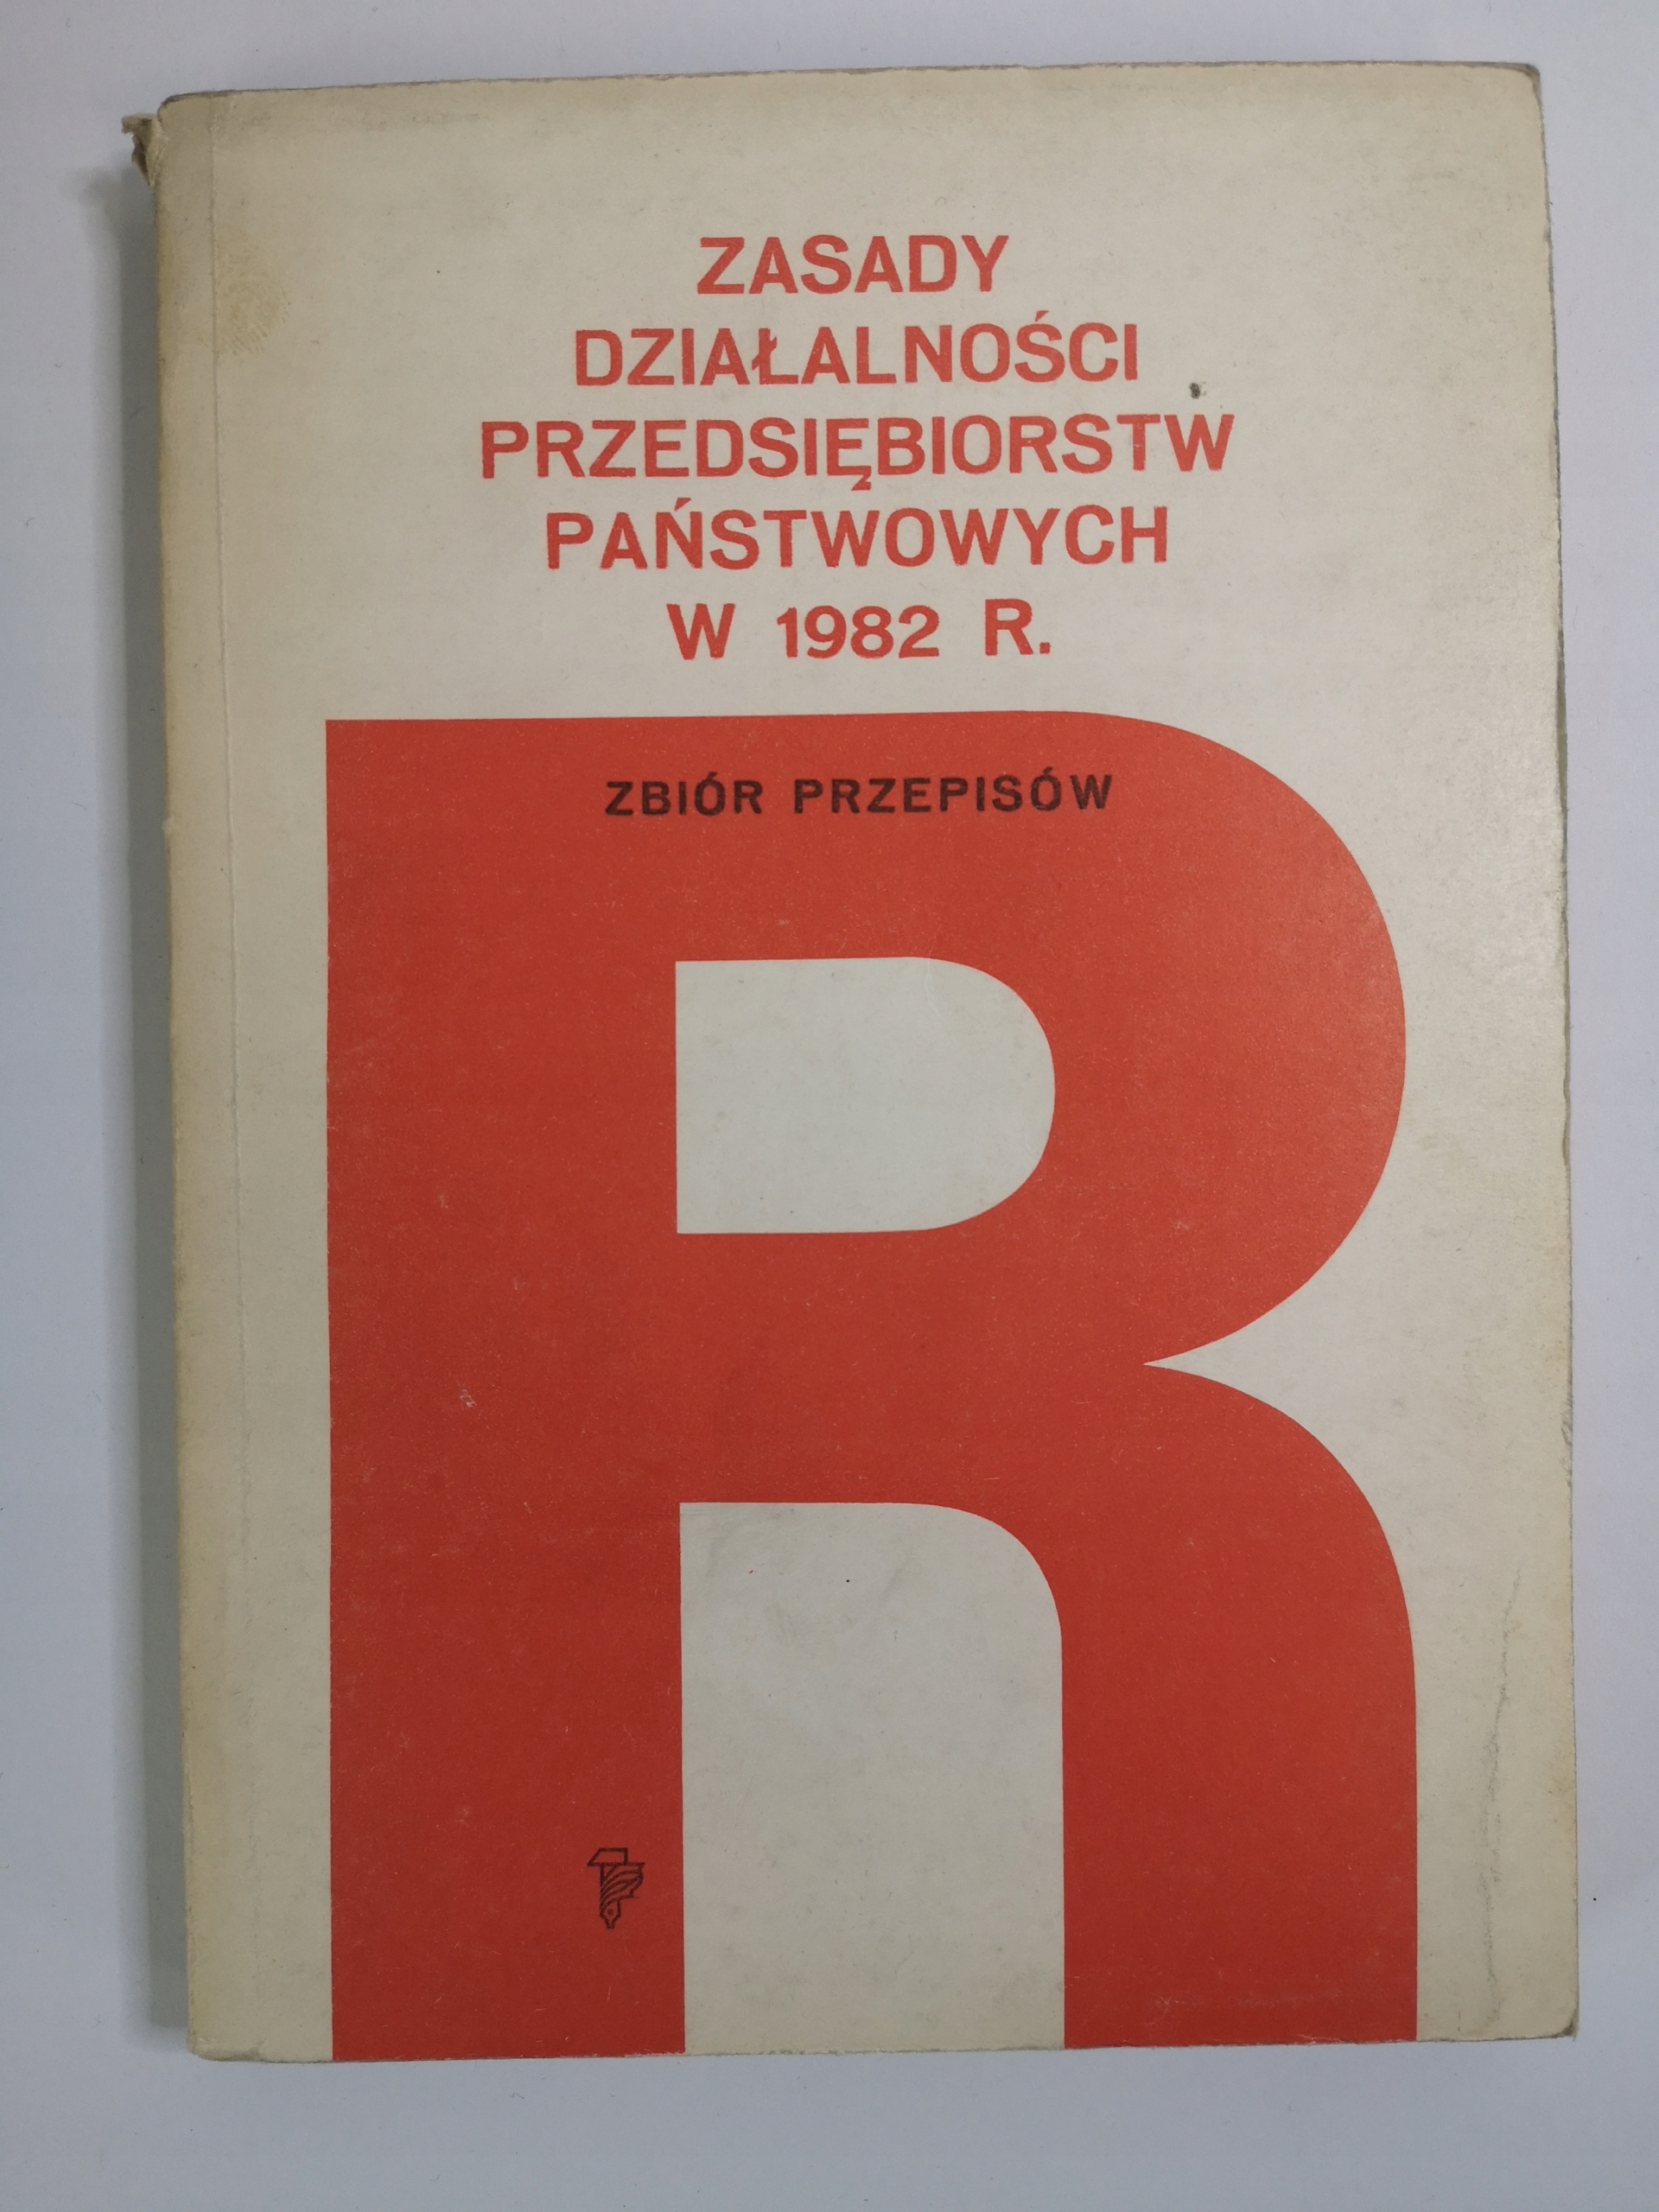 ZASADY
DZIAŁALNOŚCI
PRZEDSIĘBIORSTW
PAŃSTWOWYCH
W 1982 R.
ZBIÓR PRZEPISÓW
R